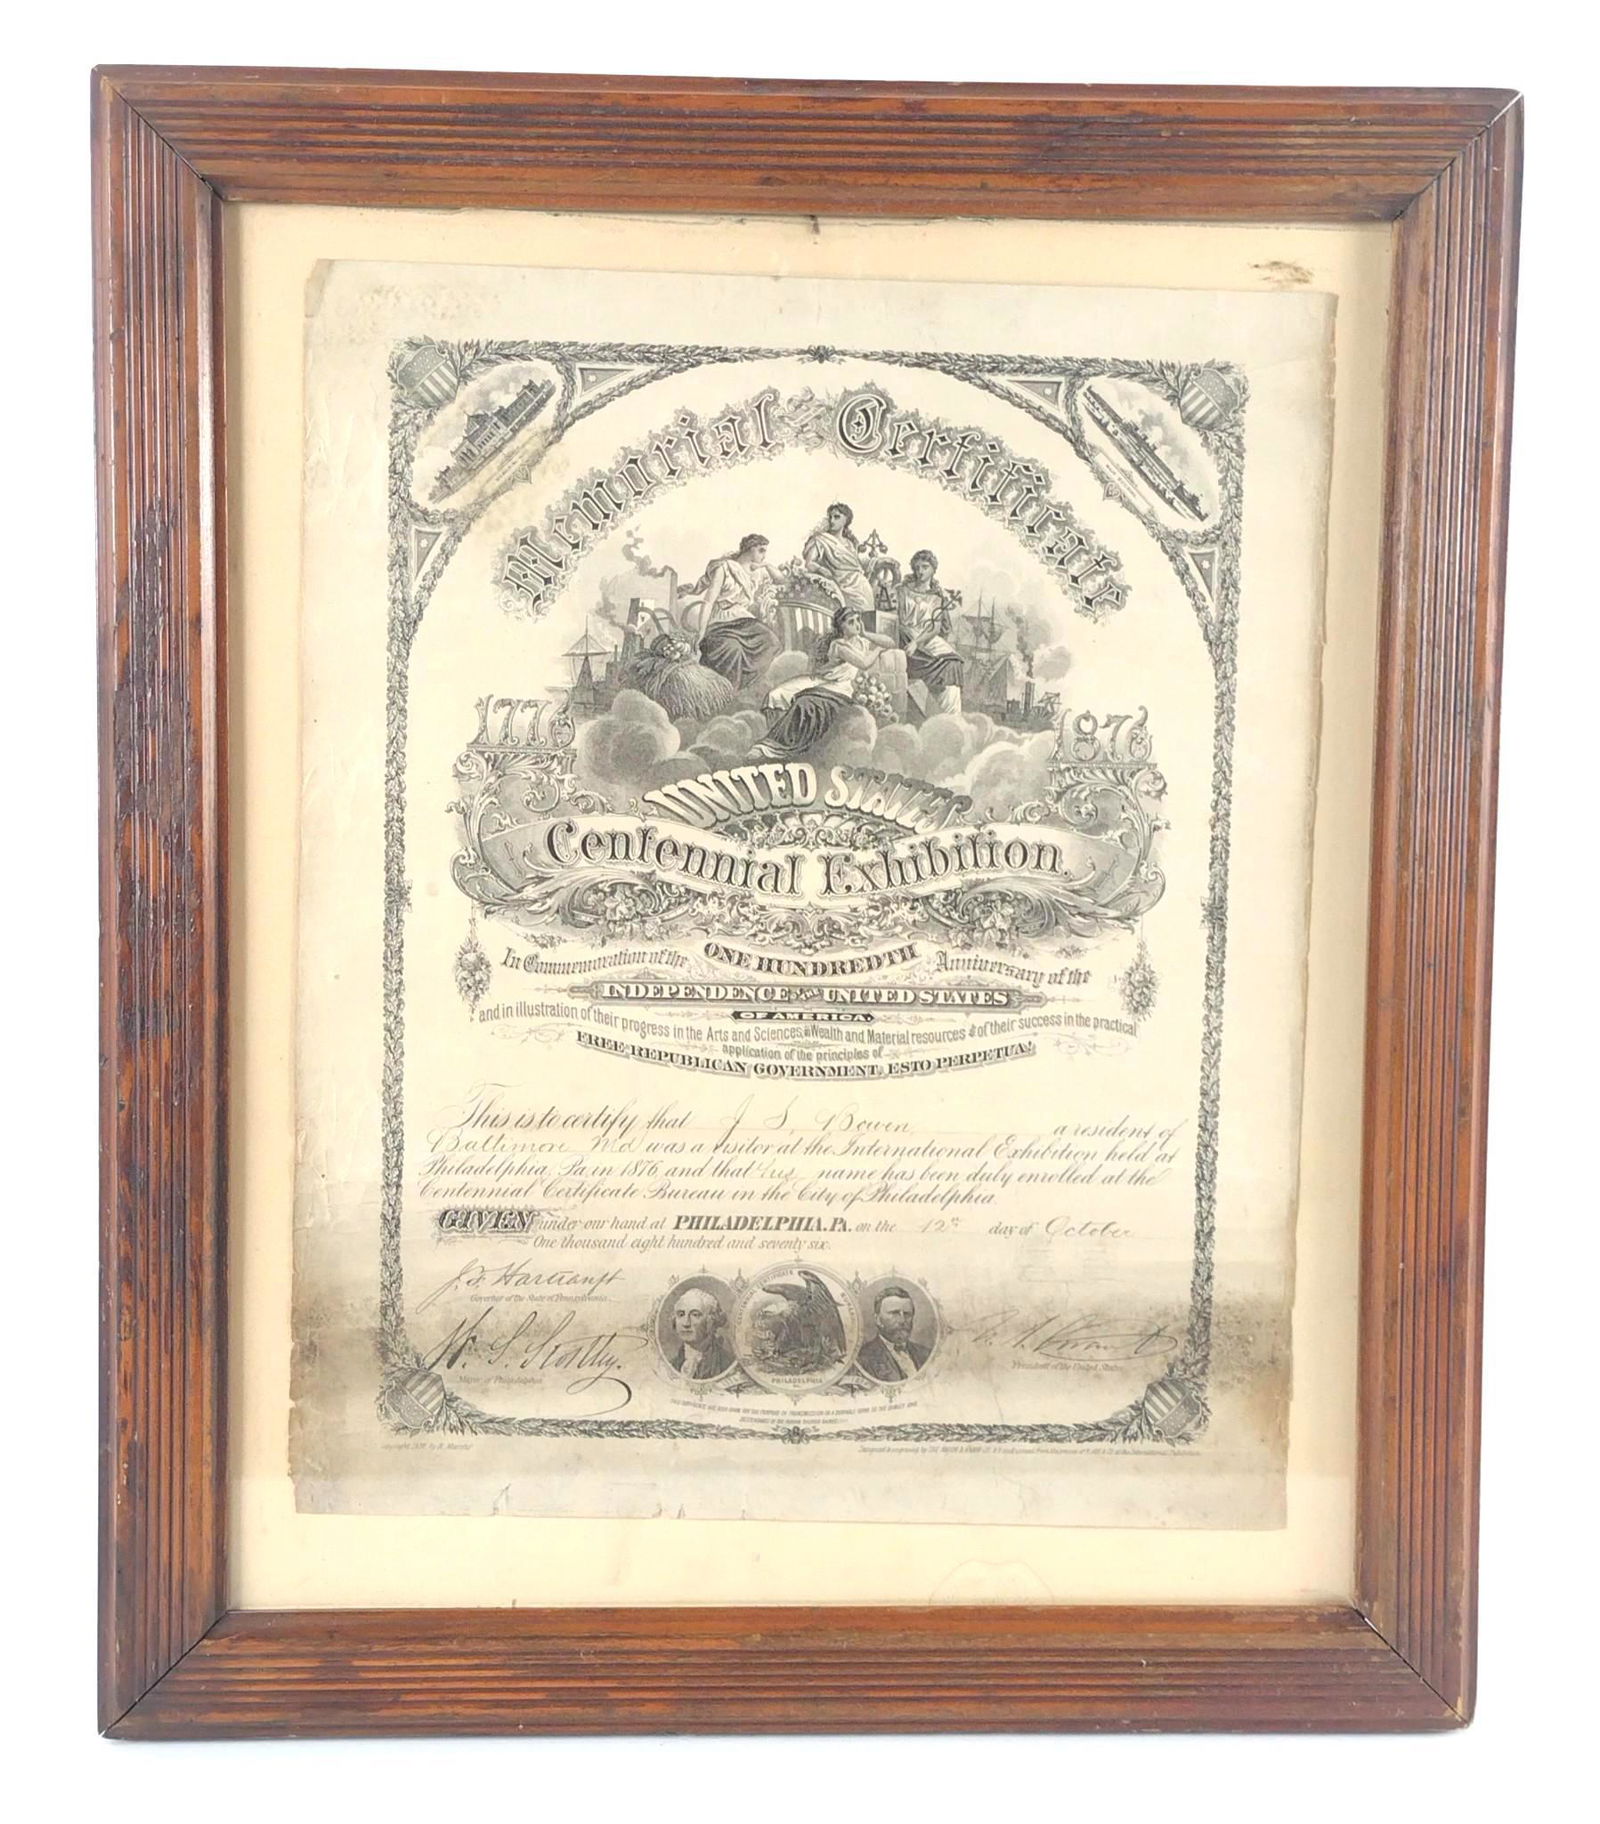 Memorial Certificate
1776
1876
UNITED STATES
Centennial Exhibition.
In Commemoration of the ONE HUNDREDTH Anniversary of the
INDEPENDENCE OF THE UNITED STATES
OF AMERICA.
and in illustration of their progress in the Arts and Sciences, in Wealth and Material resources & of their success in the practical
application of the principles of
FREE REPUBLICAN GOVERNMENT, ESTO PERPETUA!
This is to certify that J S. Bowen a resident of
Baltimore Md was a visitor at the International Exhibition held at
Philadelphia, Pa in 1876, and that his name has been duly enrolled at the
Centennial Certificate Bureau in the City of Philadelphia.
GIVEN under our hand at PHILADELPHIA. PA. on the 12th day of October
One thousand eight hundred and seventy six.
J. F. Hartranft
Governor of the State of Pennsylvania.
W. S. Stokley.
Mayor of Philadelphia
CENTENNIAL CERTIFICATE BUREAU
PHILADELPHIA
U. S. Grant
President of the United States